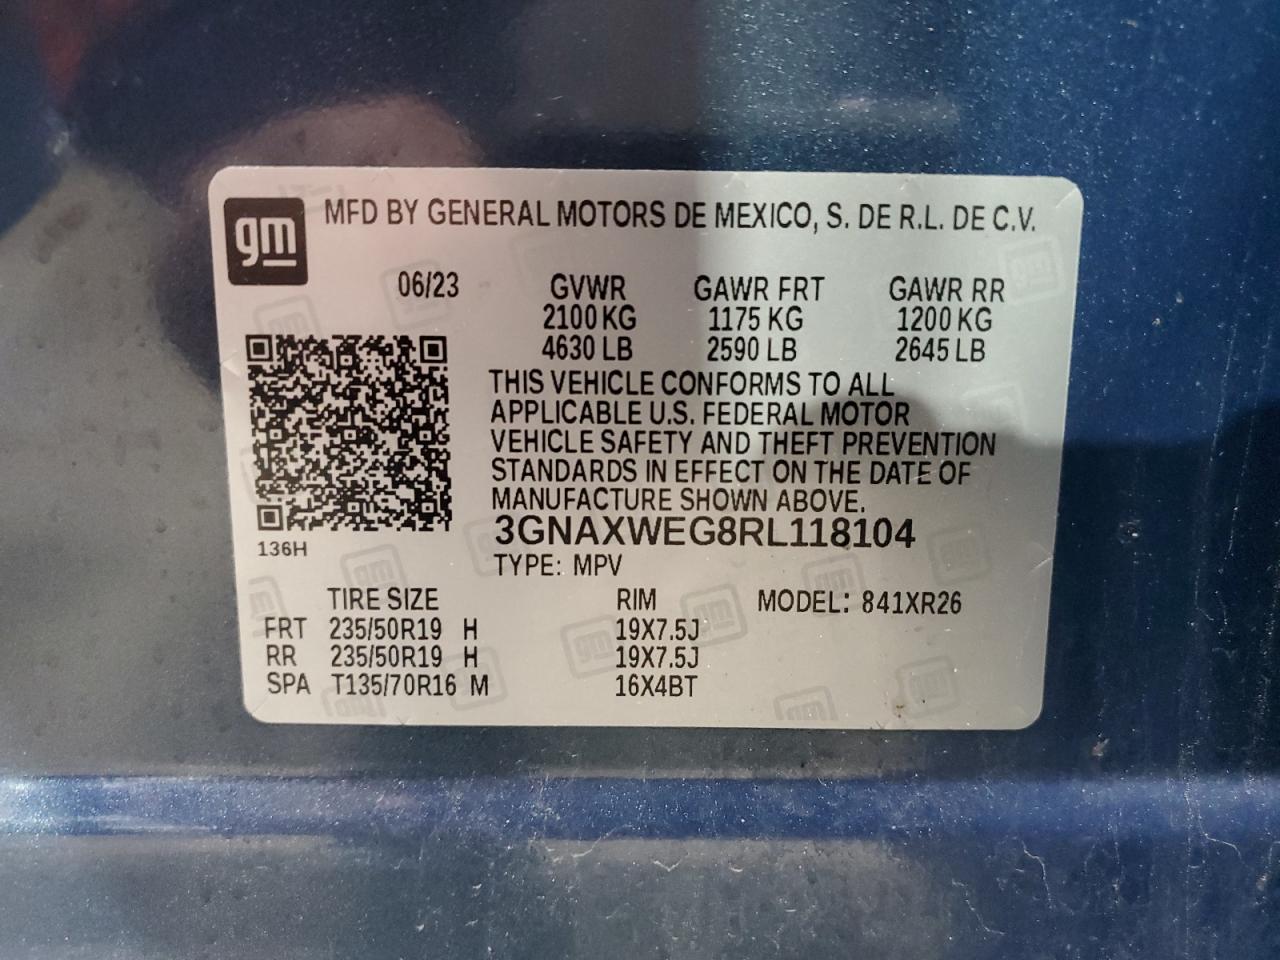 gm MFD BY GENERAL MOTORS DE MEXICO, S. DE R.L. DE C.V.
06/23 GVWR GAWR FRT GAWR RR
2100 KG 1175 KG 1200 KG
4630 LB 2590 LB 2645 LB
THIS VEHICLE CONFORMS TO ALL
APPLICABLE U.S. FEDERAL MOTOR
VEHICLE SAFETY AND THEFT PREVENTION
STANDARDS IN EFFECT ON THE DATE OF
MANUFACTURE SHOWN ABOVE.
3GNAXWEG8RL118104
136H
TYPE: MPV
TIRE SIZE RIM MODEL: 841XR26
FRT 235/50R19 H 19X7.5J
RR 235/50R19 H 19X7.5J
SPA T135/70R16 M 16X4BT